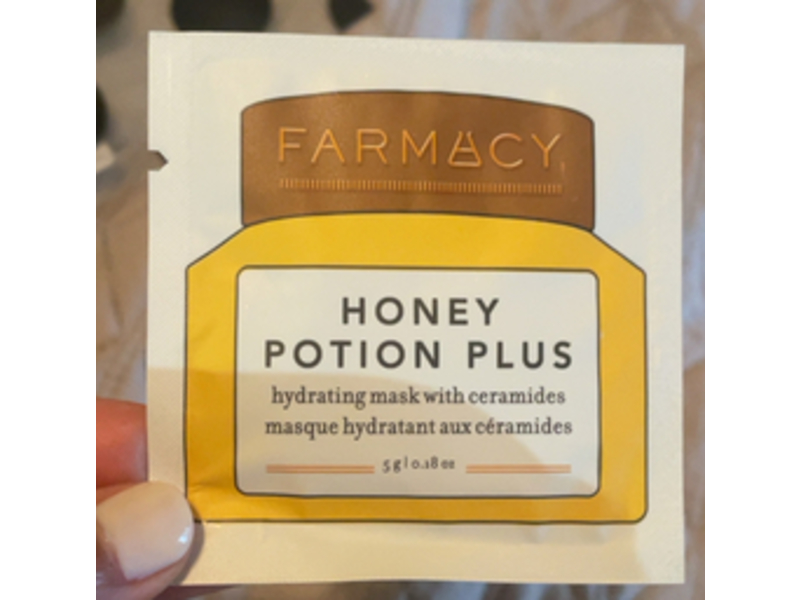 FARMACY
HONEY
POTION PLUS
hydrating mask with ceramides
masque hydratant aux céramides
5 g | 0.18 oz